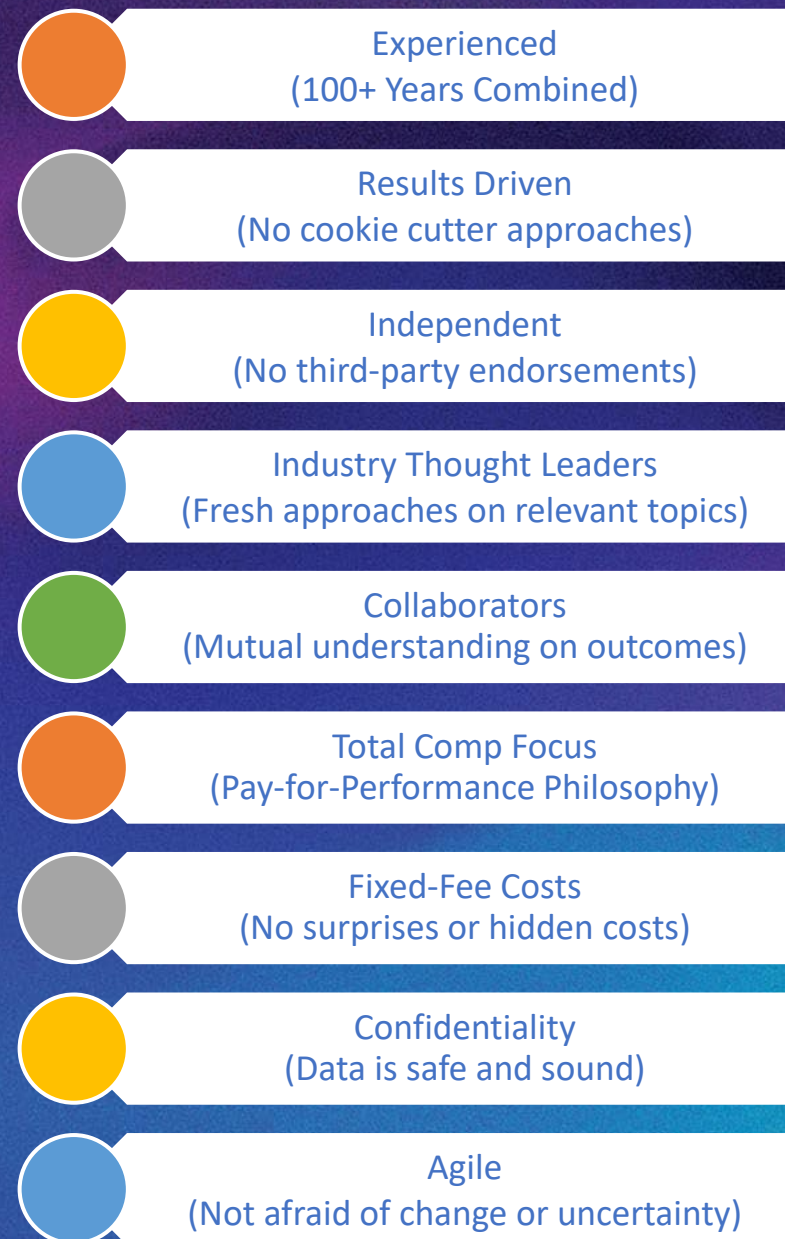 Experienced
(100+ Years Combined)
Results Driven
(No cookie cutter approaches)
Independent
(No third-party endorsements)
Industry Thought Leaders
(Fresh approaches on relevant topics)
Collaborators
(Mutual understanding on outcomes)
Total Comp Focus
(Pay-for-Performance Philosophy)
Fixed-Fee Costs
(No surprises or hidden costs)
Confidentiality
(Data is safe and sound)
Agile
(Not afraid of change or uncertainty)